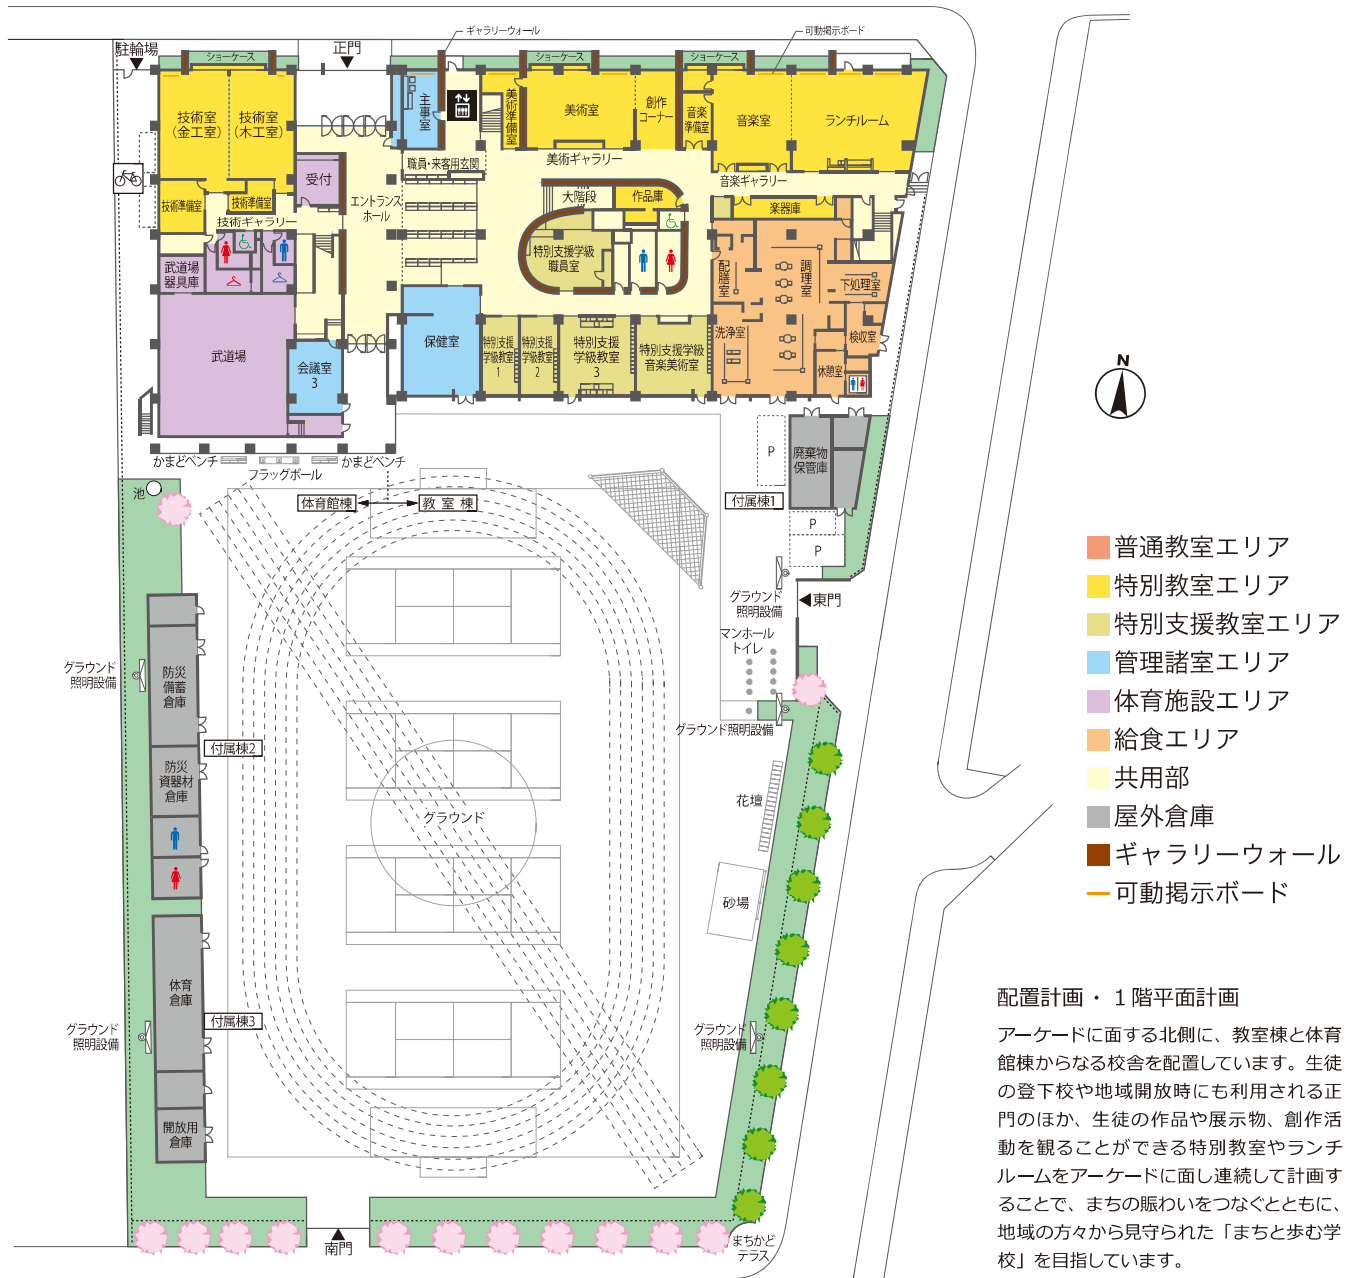 ギャラリーウォール
可動掲示ボード
駐輪場
正門
ショーケース
ショーケース
ショーケース
技術室
(金工室)
技術室
(木工室)
主事室
美術準備室
美術室
創作
コーナー
音楽
準備室
音楽室
ランチルーム
職員・来客用玄関
美術ギャラリー
音楽ギャラリー
受付
エントランス
ホール
技術準備室
技術準備室
技術ギャラリー
大階段
作品庫
楽器庫
特別支援学級
職員室
武道場
器具庫
配膳室
調理室
下処理室
洗浄室
検収室
休憩室
武道場
会議室
3
保健室
特別支援
学級教室
1
特別支援
学級教室
2
特別支援
学級教室
3
特別支援学級
音楽美術室
N
かまどベンチ
フラッグポール
かまどベンチ
P
廃棄物
保管庫
池
体育館棟
教室棟
付属棟1
P
P
グラウンド
照明設備
東門
マンホール
トイレ
グラウンド
照明設備
防災
備蓄
倉庫
グラウンド照明設備
付属棟2
防災
資器材
倉庫
花壇
グラウンド
砂場
体育
倉庫
付属棟3
グラウンド
照明設備
グラウンド
照明設備
開放用
倉庫
南門
まちかど
テラス
普通教室エリア
特別教室エリア
特別支援教室エリア
管理諸室エリア
体育施設エリア
給食エリア
共用部
屋外倉庫
ギャラリーウォール
可動掲示ボード
配置計画・1階平面計画
アーケードに面する北側に、教室棟と体育
館棟からなる校舎を配置しています。生徒
の登下校や地域開放時にも利用される正
門のほか、生徒の作品や展示物、創作活
動を観ることができる特別教室やランチ
ルームをアーケードに面し連続して計画す
ることで、まちの賑わいをつなぐとともに、
地域の方々から見守られた「まちと歩む学
校」を目指しています。